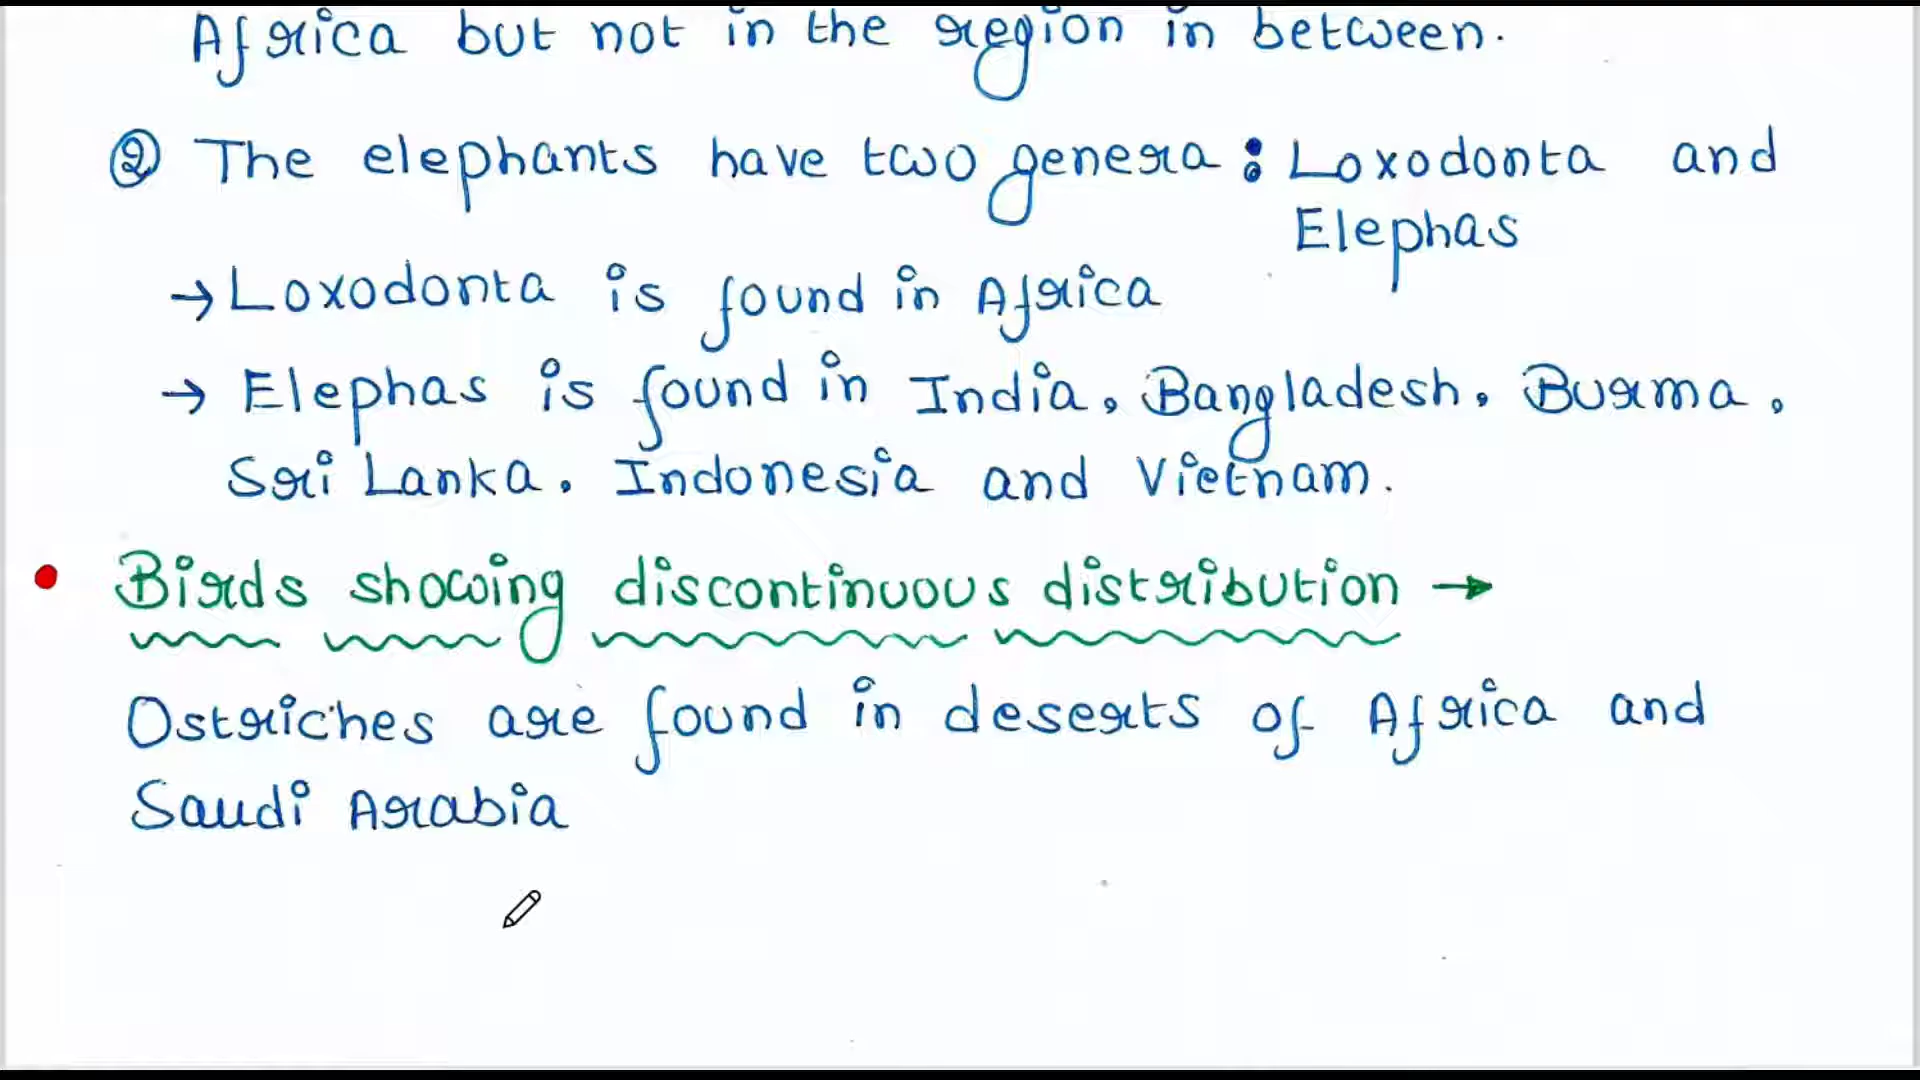 Africa but not in the region in between.
② The elephants have two genera : Loxodonta and
Elephas
→ Loxodonta is found in Africa
→ Elephas is found in India, Bangladesh, Burma,
Sri Lanka, Indonesia and Vietnam.
• Birds showing discontinuous distribution →
Ostriches are found in deserts of Africa and
Saudi Arabia